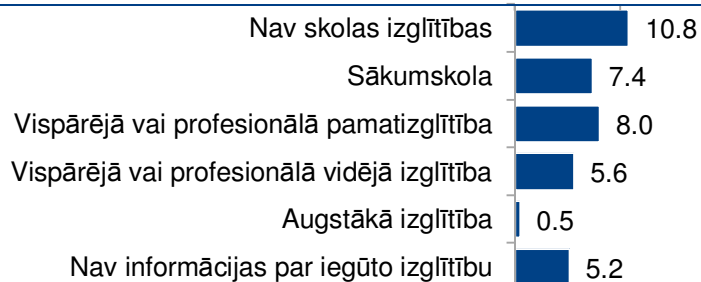 Nav skolas izglītības 10.8
Sākumskola 7.4
Vispārējā vai profesionālā pamatizglītība 8.0
Vispārējā vai profesionālā vidējā izglītība 5.6
Augstākā izglītība 0.5
Nav informācijas par iegūto izglītību 5.2